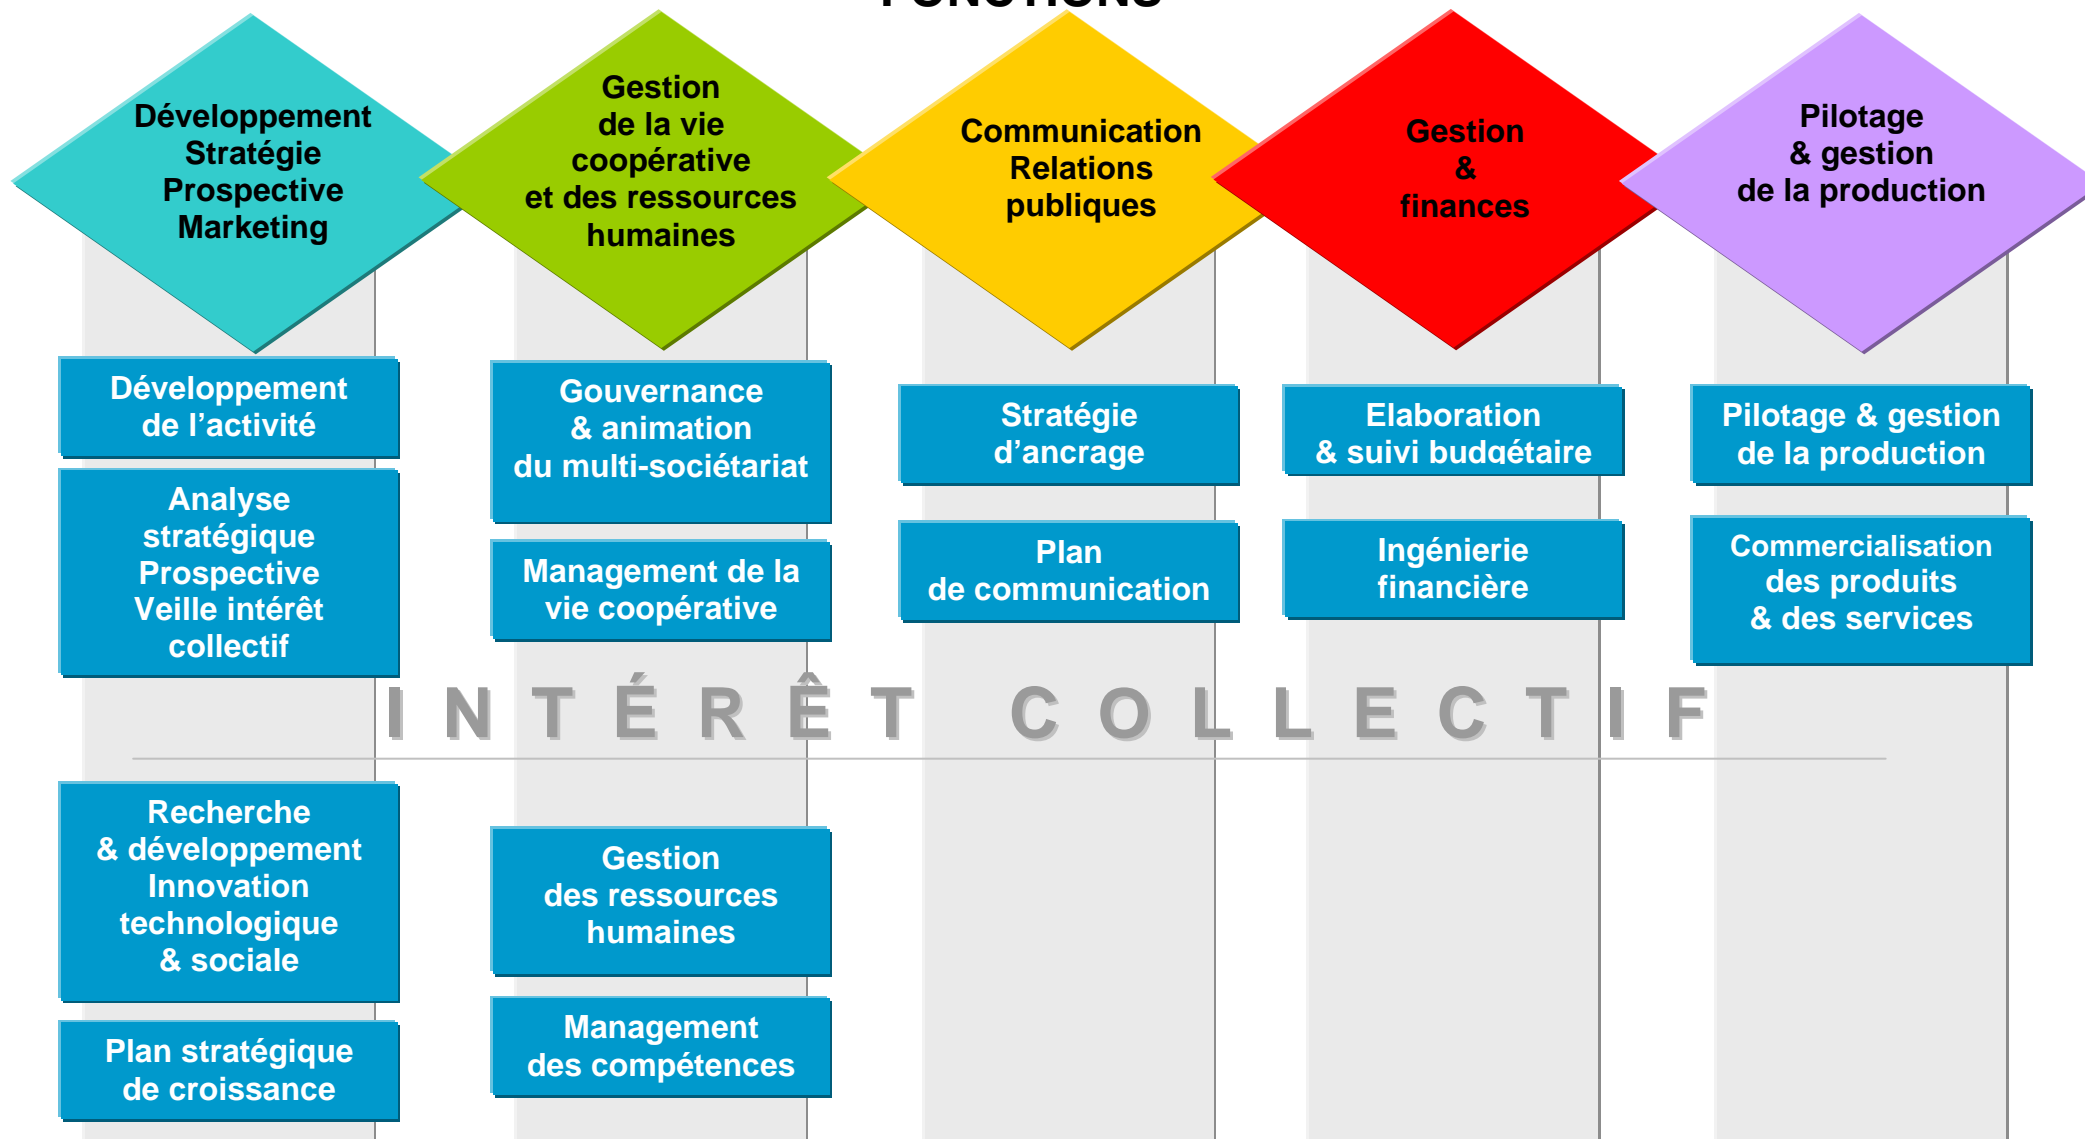 FUNCTIONS
Développement
Stratégie
Prospective
Marketing
Gestion
de la vie
coopérative
et des ressources
humaines
Communication
Relations
publiques
Gestion
&
finances
Pilotage
& gestion
de la production
Développement
de l’activité
Analyse
stratégique
Prospective
Veille intérêt
collectif
Gouvernance
& animation
du multi-sociétariat
Management de la
vie coopérative
Stratégie
d’ancrage
Plan
de communication
Elaboration
& suivi budgétaire
Ingénierie
financière
Pilotage & gestion
de la production
Commercialisation
des produits
& des services
INTÉRÊT COLLECTIF
Recherche
& développement
Innovation
technologique
& sociale
Plan stratégique
de croissance
Gestion
des ressources
humaines
Management
des compétences